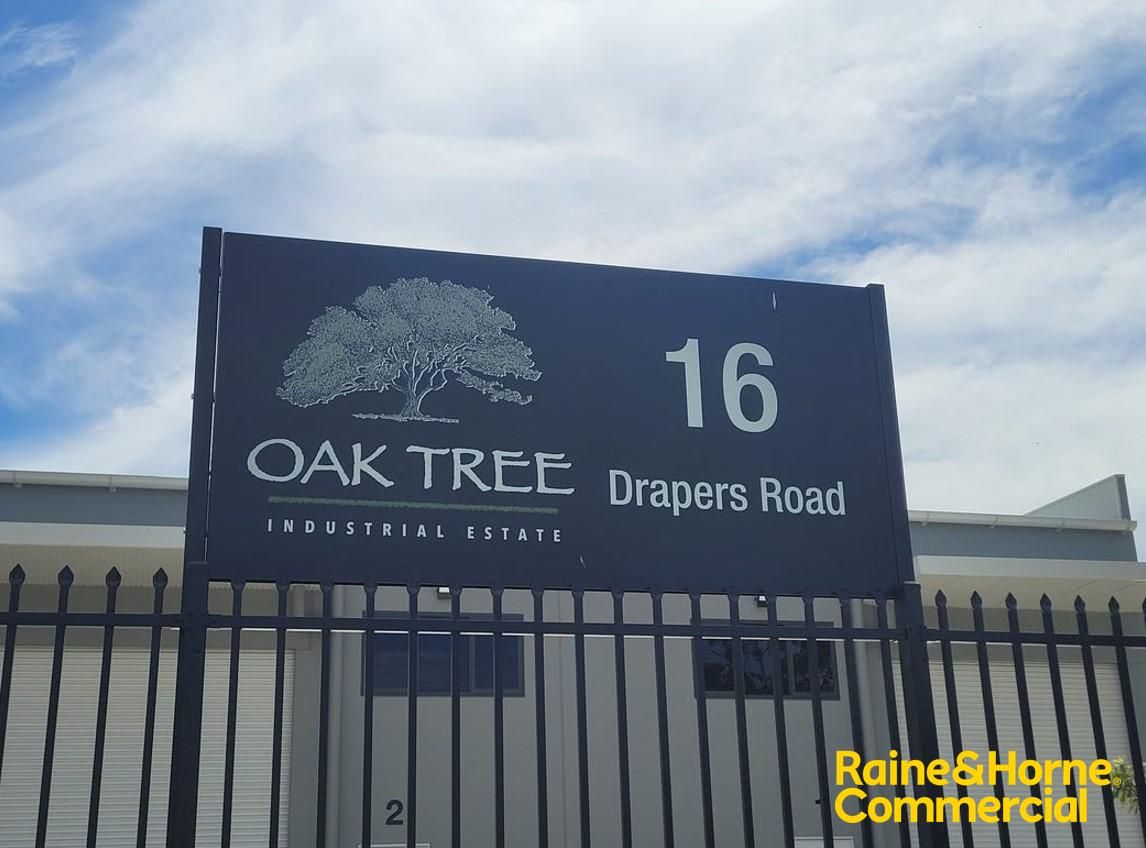 OAK TREE
INDUSTRIAL ESTATE
16
Drapers Road
2
Raine&Horne®
Commercial